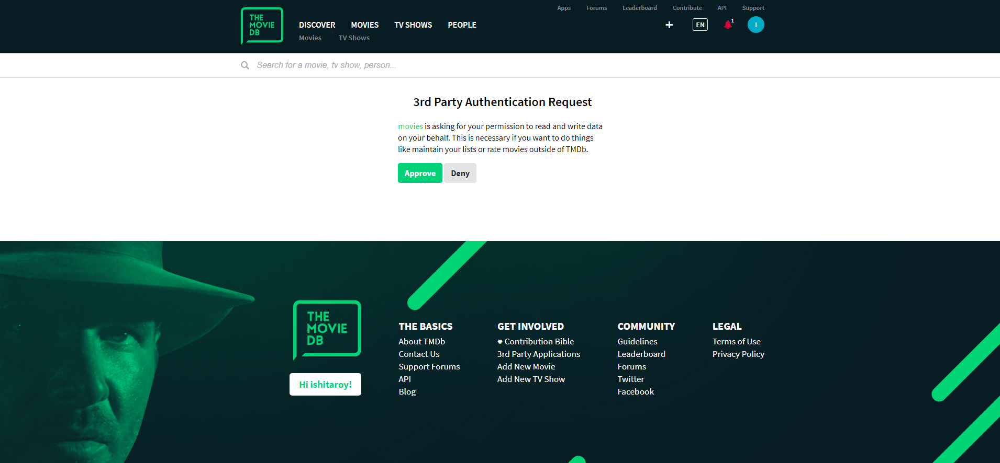 Apps Forums Leaderboard Contribute API Support
THE
MOVIE
DB
DISCOVER MOVIES TV SHOWS PEOPLE
EN
1
I
Movies TV Shows
Search for a movie, tv show, person...
3rd Party Authentication Request
movies is asking for your permission to read and write data
on your behalf. This is necessary if you want to do things
like maintain your lists or rate movies outside of TMDb.
Approve Deny
THE
MOVIE
DB
Hi ishitaroy!
THE BASICS
About TMDb
Contact Us
Support Forums
API
Blog
GET INVOLVED
Contribution Bible
3rd Party Applications
Add New Movie
Add New TV Show
COMMUNITY
Guidelines
Leaderboard
Forums
Twitter
Facebook
LEGAL
Terms of Use
Privacy Policy